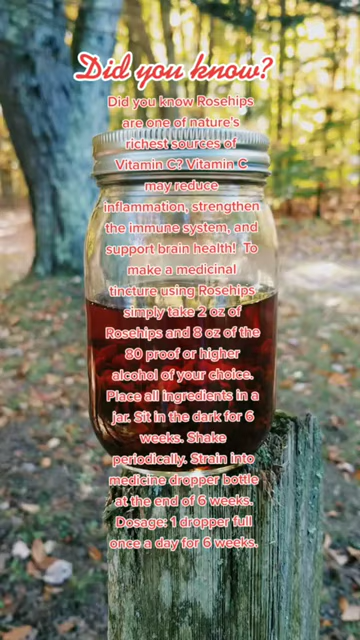 Did you know?
Did you know Rosehips
are one of nature's
richest sources of
Vitamin C? Vitamin C
may reduce
inflammation, strengthen
the immune system, and
support brain health!  To
make a medicinal
tincture using Rosehips
simply take 2 oz of
Rosehips and 8 oz of the
80 proof or higher
alcohol of your choice.
Place all ingredients in a
jar. Sit in the dark for 6
weeks. Shake
periodically. Strain into
medicine dropper bottle
at the end of 6 weeks.
Dosage: 1 dropper full
once a day for 6 weeks.